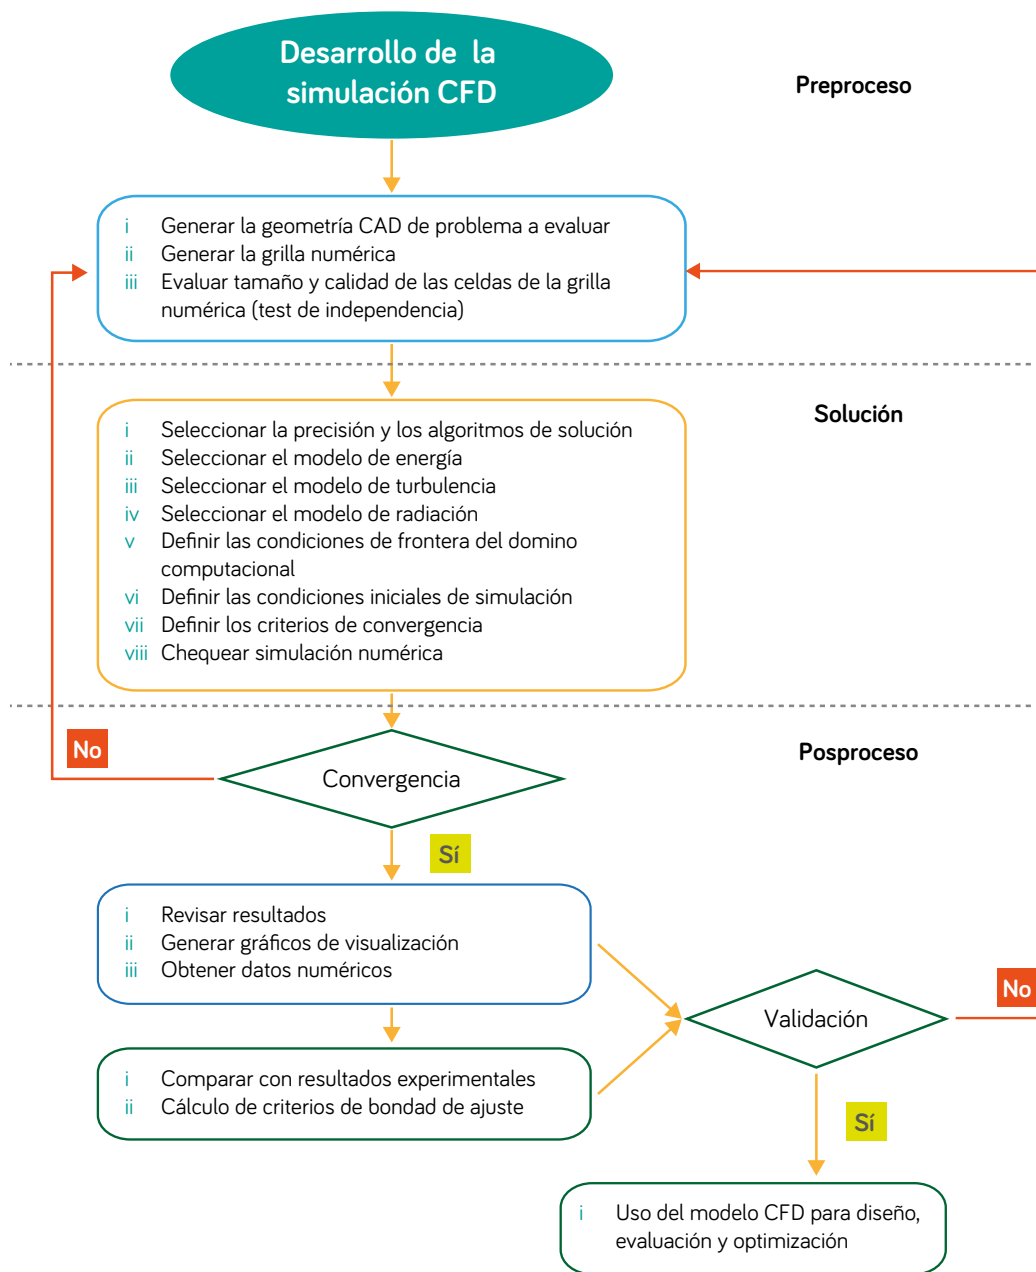 Desarrollo de la
simulación CFD
Preproceso
i Generar la geometría CAD de problema a evaluar
ii Generar la grilla numérica
iii Evaluar tamaño y calidad de las celdas de la grilla
numérica (test de independencia)
Solución
i Seleccionar la precisión y los algoritmos de solución
ii Seleccionar el modelo de energía
iii Seleccionar el modelo de turbulencia
iv Seleccionar el modelo de radiación
v Definir las condiciones de frontera del domino
computacional
vi Definir las condiciones iniciales de simulación
vii Definir los criterios de convergencia
viii Chequear simulación numérica
No
Posproceso
Convergencia
Sí
i Revisar resultados
ii Generar gráficos de visualización
iii Obtener datos numéricos
No
Validación
i Comparar con resultados experimentales
ii Cálculo de criterios de bondad de ajuste
Sí
i Uso del modelo CFD para diseño,
evaluación y optimización